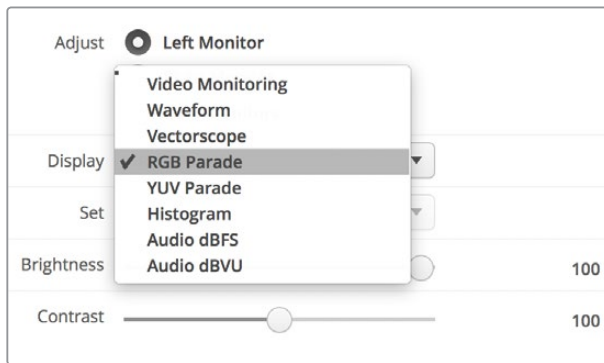 Adjust Left Monitor
Video Monitoring
Waveform
Vectorscope
Display ✓ RGB Parade
YUV Parade
Set Histogram
Audio dBFS
Brightness Audio dBVU 100
Contrast 100